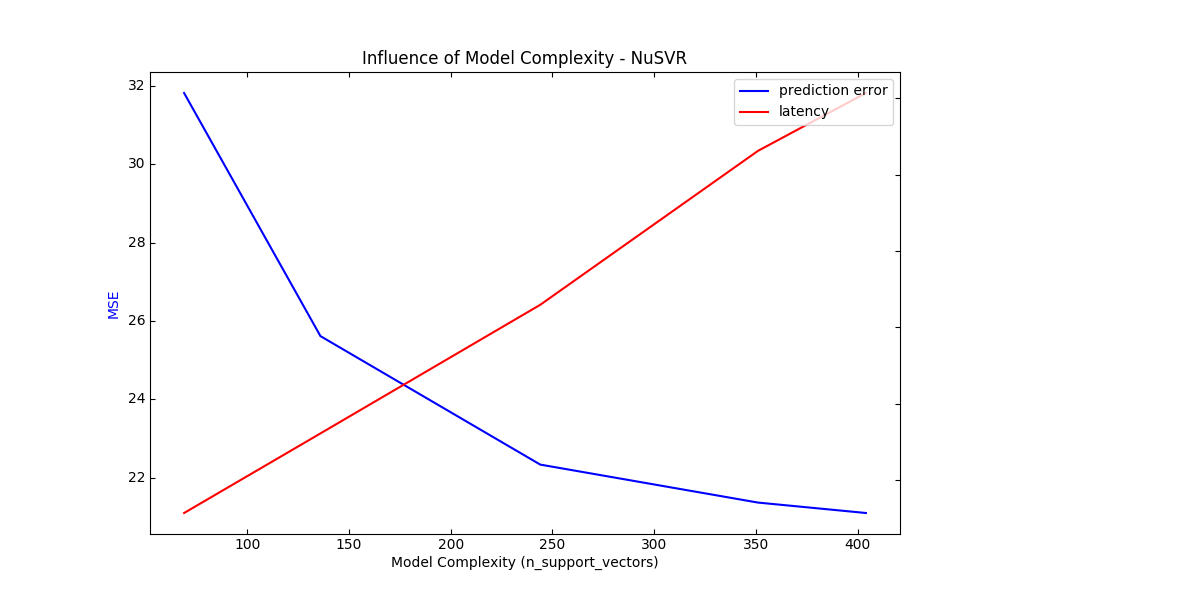 Influence of Model Complexity - NuSVR
prediction error
latency
32
30
28
26
24
22
MSE
100 150 200 250 300 350 400
Model Complexity (n_support_vectors)